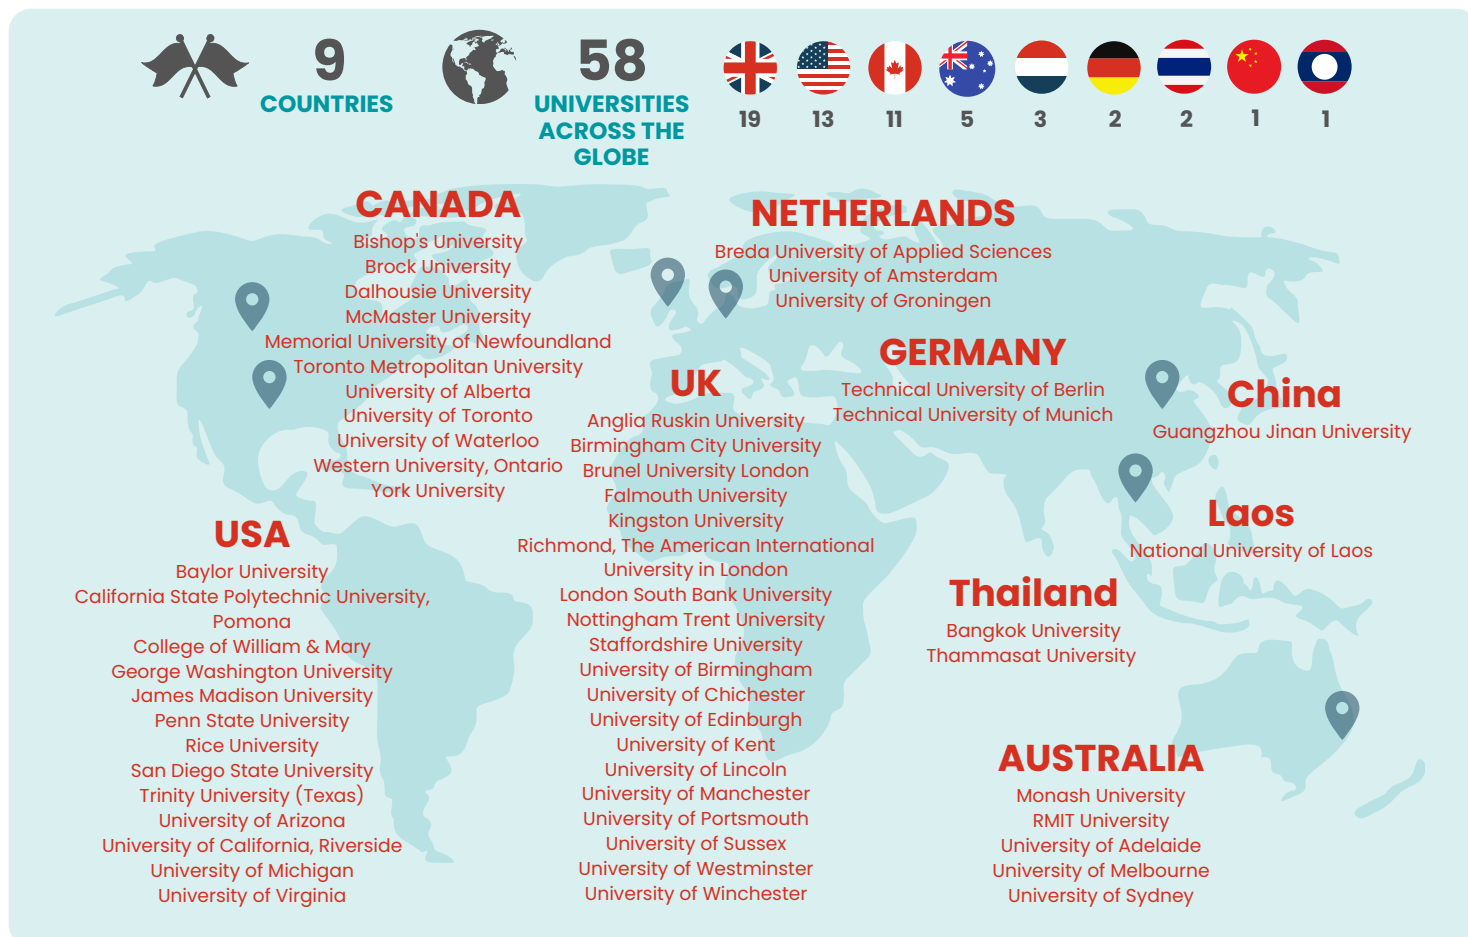 9
COUNTRIES
58
UNIVERSITIES
ACROSS THE
GLOBE
19
13
11
5
3
2
2
1
1
CANADA
Bishop's University
Brock University
Dalhousie University
McMaster University
Memorial University of Newfoundland
Toronto Metropolitan University
University of Alberta
University of Toronto
University of Waterloo
Western University, Ontario
York University
NETHERLANDS
Breda University of Applied Sciences
University of Amsterdam
University of Groningen
GERMANY
Technical University of Berlin
Technical University of Munich
China
Guangzhou Jinan University
UK
Anglia Ruskin University
Birmingham City University
Brunel University London
Falmouth University
Kingston University
Richmond, The American International
University in London
London South Bank University
Nottingham Trent University
Staffordshire University
University of Birmingham
University of Chichester
University of Edinburgh
University of Kent
University of Lincoln
University of Manchester
University of Portsmouth
University of Sussex
University of Westminster
University of Winchester
Laos
National University of Laos
USA
Baylor University
California State Polytechnic University,
Pomona
College of William & Mary
George Washington University
James Madison University
Penn State University
Rice University
San Diego State University
Trinity University (Texas)
University of Arizona
University of California, Riverside
University of Michigan
University of Virginia
Thailand
Bangkok University
Thammasat University
AUSTRALIA
Monash University
RMIT University
University of Adelaide
University of Melbourne
University of Sydney